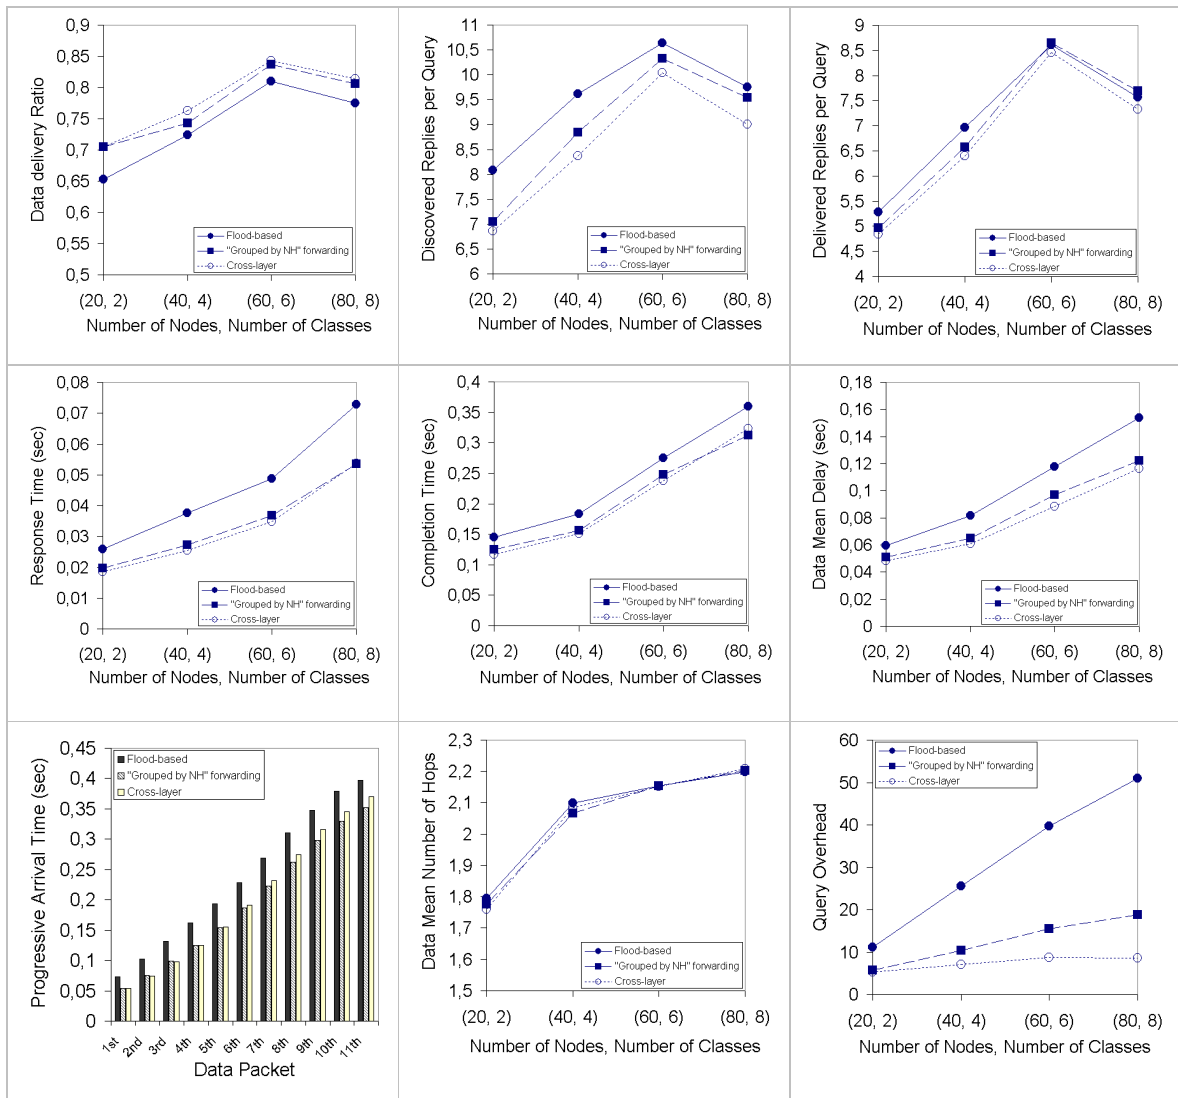 Data delivery Ratio
0,9
0,85
0,8
0,75
0,7
0,65
0,6
0,55
0,5
Flood-based
"Grouped by NH" forwarding
Cross-layer
(20, 2) (40, 4) (60, 6) (80, 8)
Number of Nodes, Number of Classes
Discovered Replies per Query
11
10,5
10
9,5
9
8,5
8
7,5
7
6,5
6
Flood-based
"Grouped by NH" forwarding
Cross-layer
(20, 2) (40, 4) (60, 6) (80, 8)
Number of Nodes, Number of Classes
Delivered Replies per Query
9
8,5
8
7,5
7
6,5
6
5,5
5
4,5
4
Flood-based
"Grouped by NH" forwarding
Cross-layer
(20, 2) (40, 4) (60, 6) (80, 8)
Number of Nodes, Number of Classes
Response Time (sec)
0,08
0,07
0,06
0,05
0,04
0,03
0,02
0,01
0
Flood-based
"Grouped by NH" forwarding
Cross-layer
(20, 2) (40, 4) (60, 6) (80, 8)
Number of Nodes, Number of Classes
Completion Time (sec)
0,4
0,35
0,3
0,25
0,2
0,15
0,1
0,05
0
Flood-based
"Grouped by NH" forwarding
Cross-layer
(20, 2) (40, 4) (60, 6) (80, 8)
Number of Nodes, Number of Classes
Data Mean Delay (sec)
0,18
0,16
0,14
0,12
0,1
0,08
0,06
0,04
0,02
0
Flood-based
"Grouped by NH" forwarding
Cross-layer
(20, 2) (40, 4) (60, 6) (80, 8)
Number of Nodes, Number of Classes
Progressive Arrival Time (sec)
0,45
0,4
0,35
0,3
0,25
0,2
0,15
0,1
0,05
0
Flood-based
"Grouped by NH" forwarding
Cross-layer
1st 2nd 3rd 4th 5th 6th 7th 8th 9th 10th 11th
Data Packet
Data Mean Number of Hops
2,3
2,2
2,1
2
1,9
1,8
1,7
1,6
1,5
Flood-based
"Grouped by NH" forwarding
Cross-layer
(20, 2) (40, 4) (60, 6) (80, 8)
Number of Nodes, Number of Classes
Query Overhead
60
50
40
30
20
10
0
Flood-based
"Grouped by NH" forwarding
Cross-layer
(20, 2) (40, 4) (60, 6) (80, 8)
Number of Nodes, Number of Classes